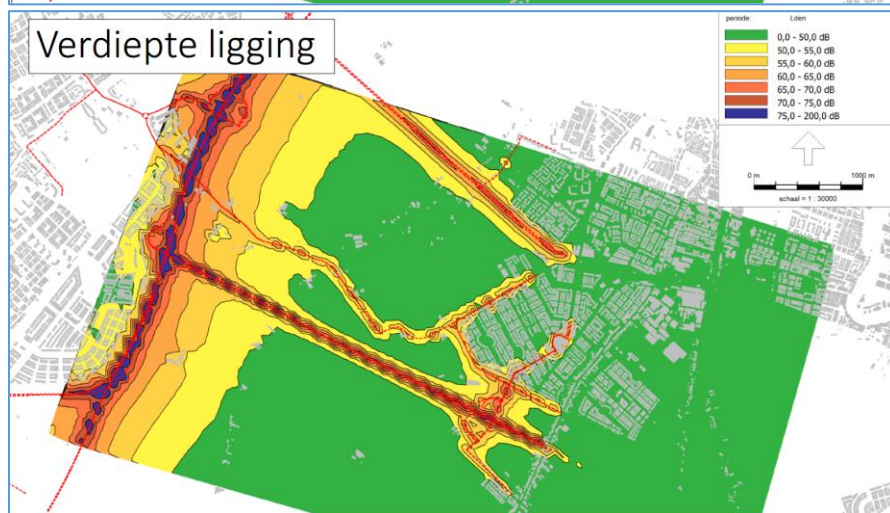 Verdiepte ligging
periode: Lden
0,0 - 50,0 dB
50,0 - 55,0 dB
55,0 - 60,0 dB
60,0 - 65,0 dB
65,0 - 70,0 dB
70,0 - 75,0 dB
75,0 - 200,0 dB
0 m 1000 m
schaal = 1 : 30000